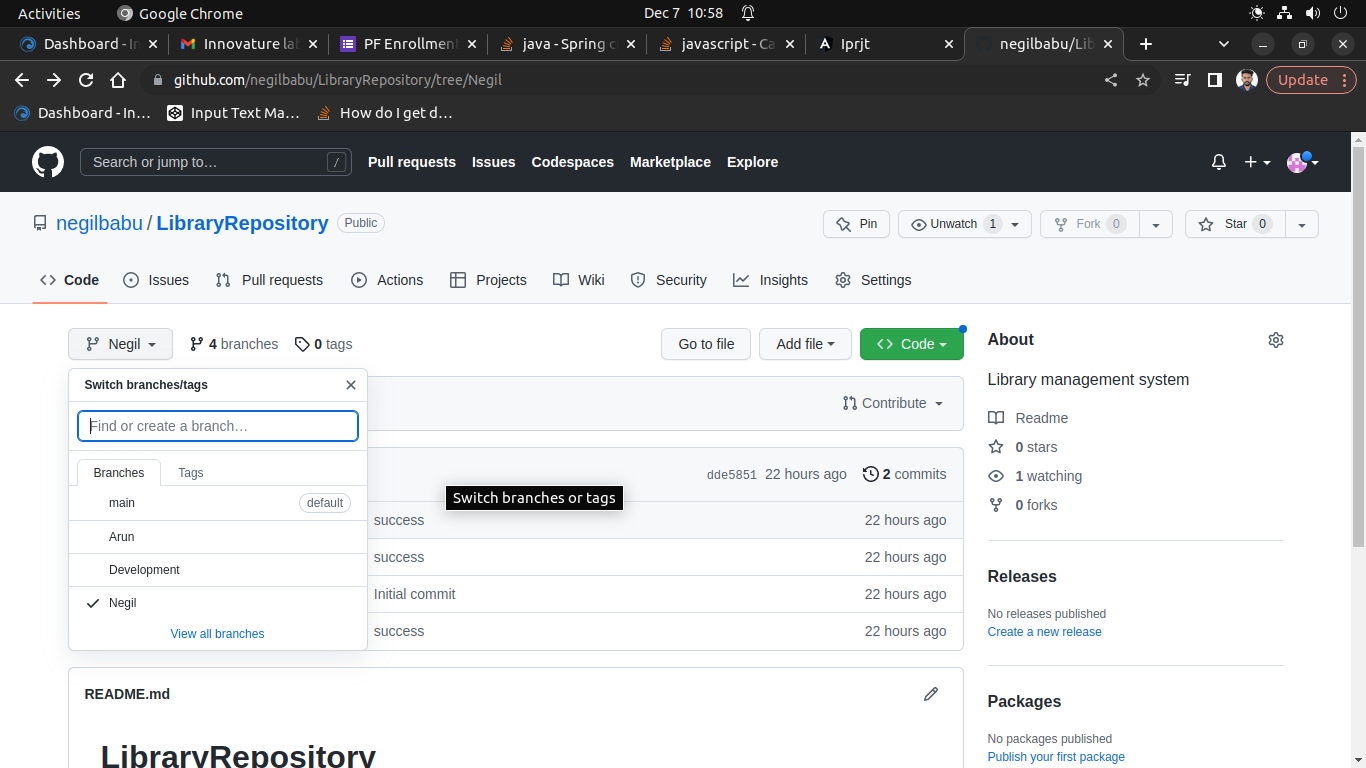 Activities Google Chrome Dec 7 10:58
Dashboard - In Innovature lab PF Enrollment java - Spring c javascript - Ca Iprjt negilbabu/Lib
github.com/negilbabu/LibraryRepository/tree/Negil Update
Dashboard - In… Input Text Ma… How do I get d…
Search or jump to… / Pull requests Issues Codespaces Marketplace Explore
negilbabu / LibraryRepository Public Pin Unwatch 1 Fork 0 Star 0
Code Issues Pull requests Actions Projects Wiki Security Insights Settings
Negil 4 branches 0 tags Go to file Add file Code
Switch branches/tags
Find or create a branch…
Branches Tags
main default
Arun
Development
Negil
View all branches
Contribute
dde5851 22 hours ago 2 commits
Switch branches or tags
success 22 hours ago
success 22 hours ago
Initial commit 22 hours ago
success 22 hours ago
README.md
LibraryRepository
About
Library management system
Readme
0 stars
1 watching
0 forks
Releases
No releases published
Create a new release
Packages
No packages published
Publish your first package